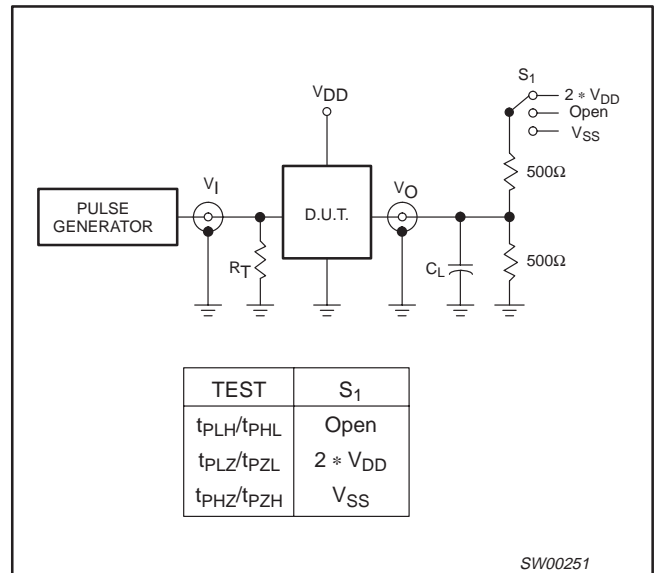 S1
2 * VDD
Open
VSS
VDD
500Ω
PULSE
GENERATOR
VI
D.U.T.
VO
RT
CL
500Ω
TEST S1
tPLH/tPHL Open
tPLZ/tPZL 2 * VDD
tPHZ/tPZH VSS
SW00251